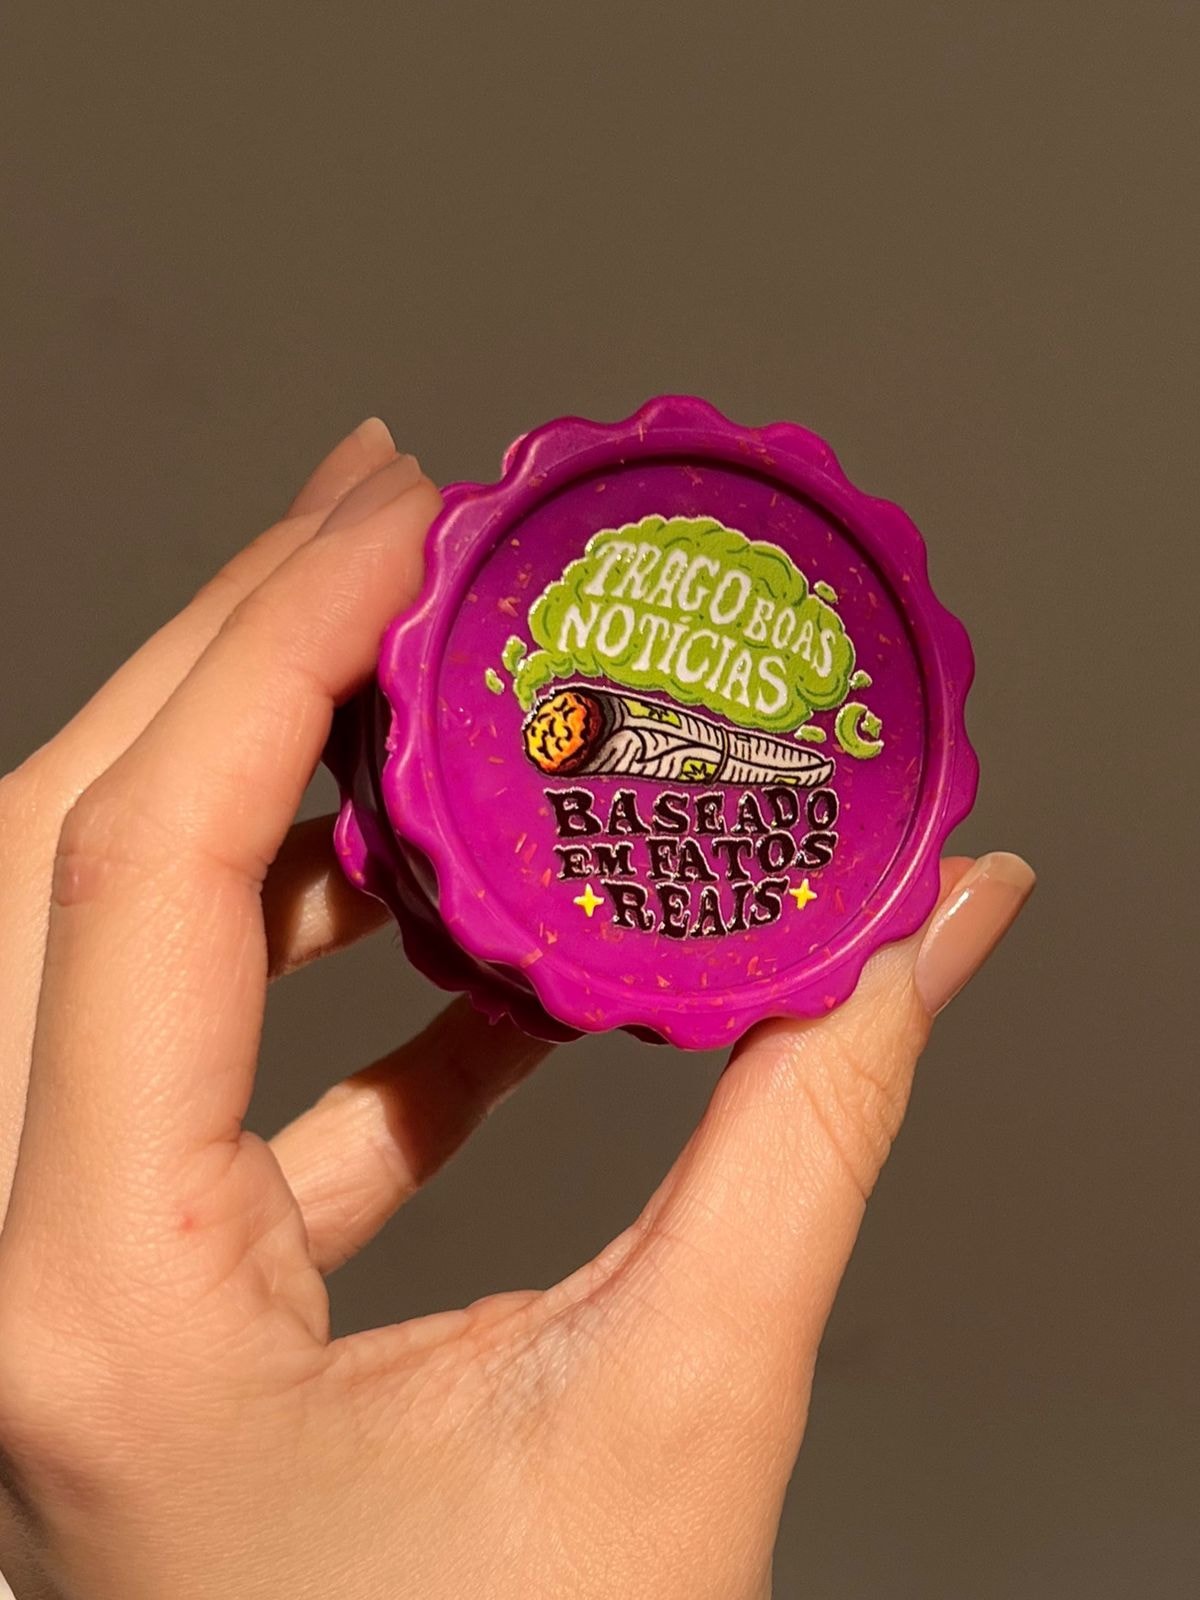 TRAGO BOAS
NOTÍCIAS
BASEADO
EM FATOS
REAIS